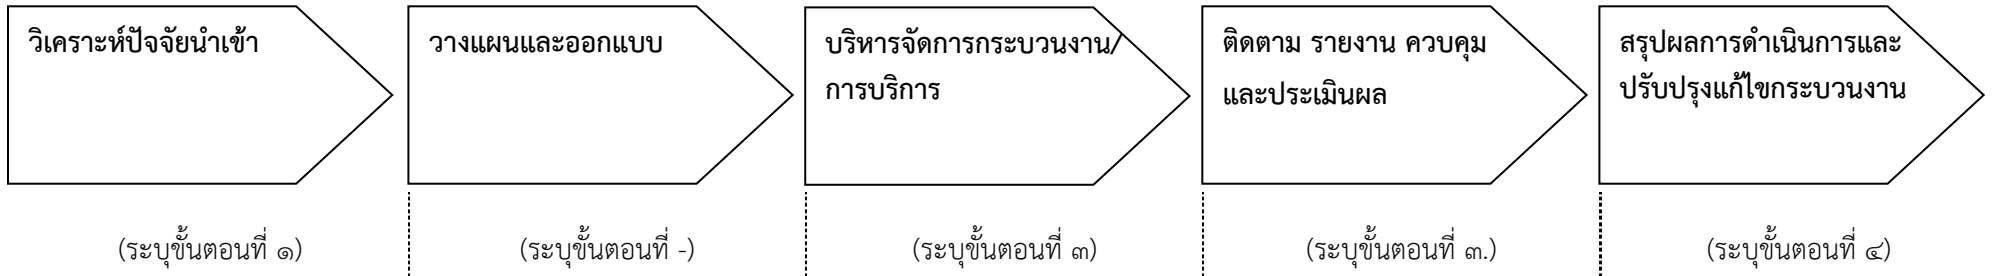 วิเคราะห์ปัจจัยนำเข้า
วางแผนและออกแบบ
บริหารจัดการกระบวนงาน/
การบริการ
ติดตาม รายงาน ควบคุม
และประเมินผล
สรุปผลการดำเนินการและ
ปรับปรุงแก้ไขกระบวนงาน
(ระบุขั้นตอนที่ ๑)
(ระบุขั้นตอนที่ -)
(ระบุขั้นตอนที่ ๓)
(ระบุขั้นตอนที่ ๓.)
(ระบุขั้นตอนที่ ๔)